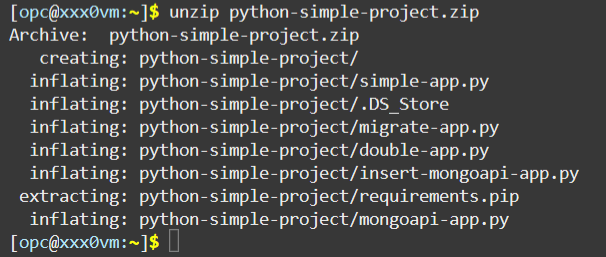 [opc@xxx0vm:~]$ unzip python-simple-project.zip
Archive:  python-simple-project.zip
   creating: python-simple-project/
  inflating: python-simple-project/simple-app.py
  inflating: python-simple-project/.DS_Store
  inflating: python-simple-project/migrate-app.py
  inflating: python-simple-project/double-app.py
  inflating: python-simple-project/insert-mongoapi-app.py
 extracting: python-simple-project/requirements.pip
  inflating: python-simple-project/mongoapi-app.py
[opc@xxx0vm:~]$